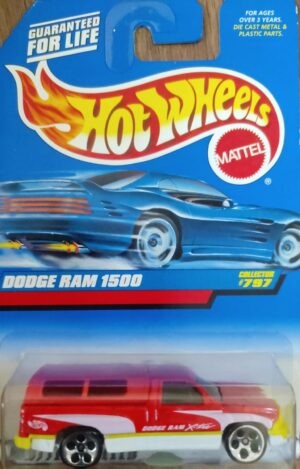 GUARANTEED
FOR LIFE
FOR AGES
OVER 3 YEARS.
DIE CAST METAL &
PLASTIC PARTS.
HOT WHEELS
MATTEL
®
DODGE RAM 1500
COLLECTOR
#797
DODGE RAM